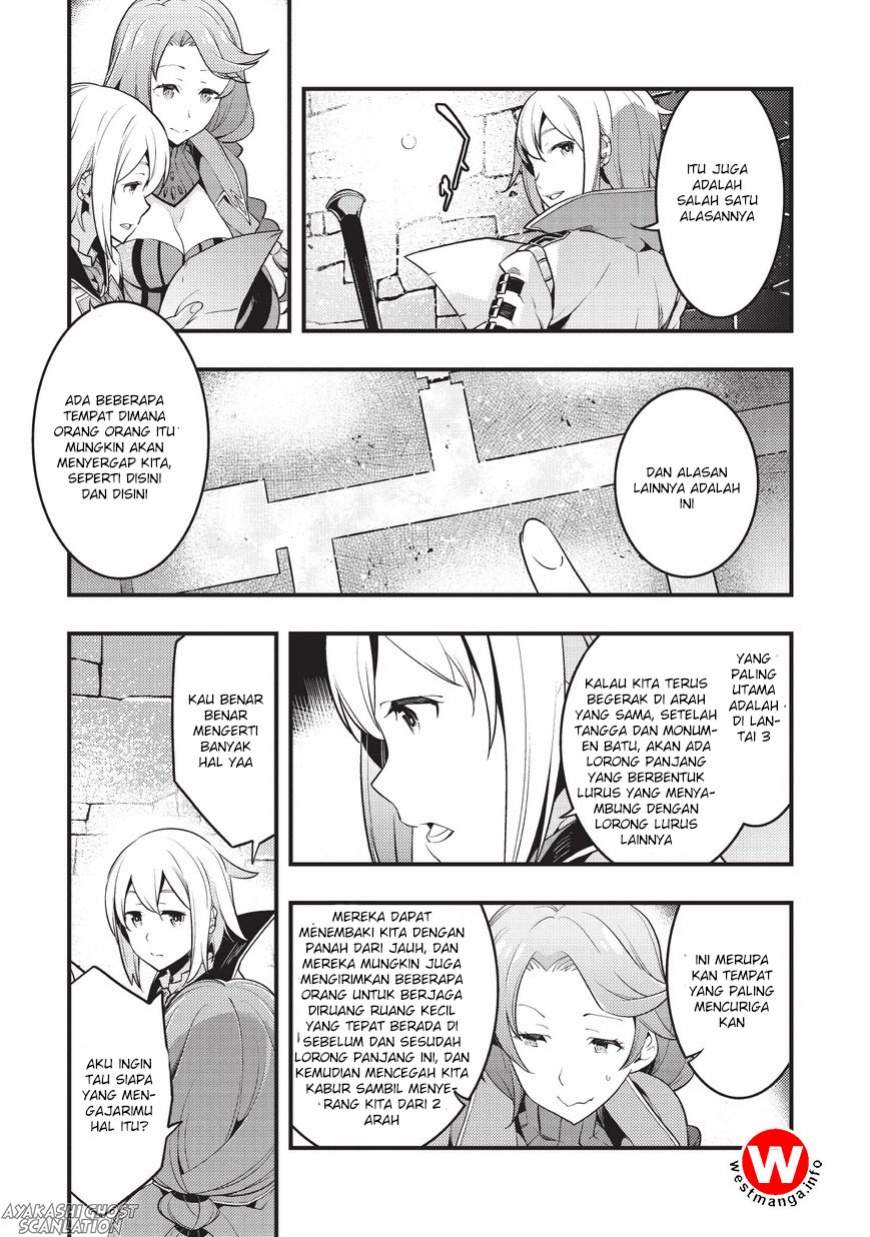 ITU JUGA
ADALAH
SALAH SATU
ALASANNYA
DAN ALASAN
LAINNYA ADALAH
INI
ADA BEBERAPA
TEMPAT DIMANA
ORANG ORANG ITU
MUNGKIN AKAN
MENYERGAP KITA,
SEPERTI DISINI
DAN DISINI
YANG
PALING
UTAMA
ADALAH
DI LAN-
TAI 3
KALAU KITA TERUS
BEGERAK DI ARAH
YANG SAMA, SETELAH
TANGGA DAN MONUM-
EN BATU, AKAN ADA
LORONG PANJANG
YANG BERBENTUK
LURUS YANG MENYA-
MBUNG DENGAN
LORONG LURUS
LAINNYA
INI MERUPA
KAN TEMPAT
YANG PALING
MENCURIGA
KAN
MEREKA DAPAT
MENEMBAKI KITA DENGAN
PANAH DARI JAUH, DAN
MEREKA MUNGKIN JUGA
MENGIRIMKAN BEBERAPA
ORANG UNTUK BERJAGA
DIRUANG RUANG KECIL
YANG TEPAT BERADA DI
SEBELUM DAN SESUDAH
LORONG PANJANG INI, DAN
KEMUDIAN MENCEGAH KITA
KABUR SAMBIL MENYE-
RANG KITA DARI 2
ARAH
KAU BENAR
BENAR
MENGERTI
BANYAK
HAL YAA
AKU INGIN
TAU SIAPA
YANG MEN-
GAJARIMU
HAL ITU?
W
westmanga.info
AYAKASHI GHOST
SCANLATION